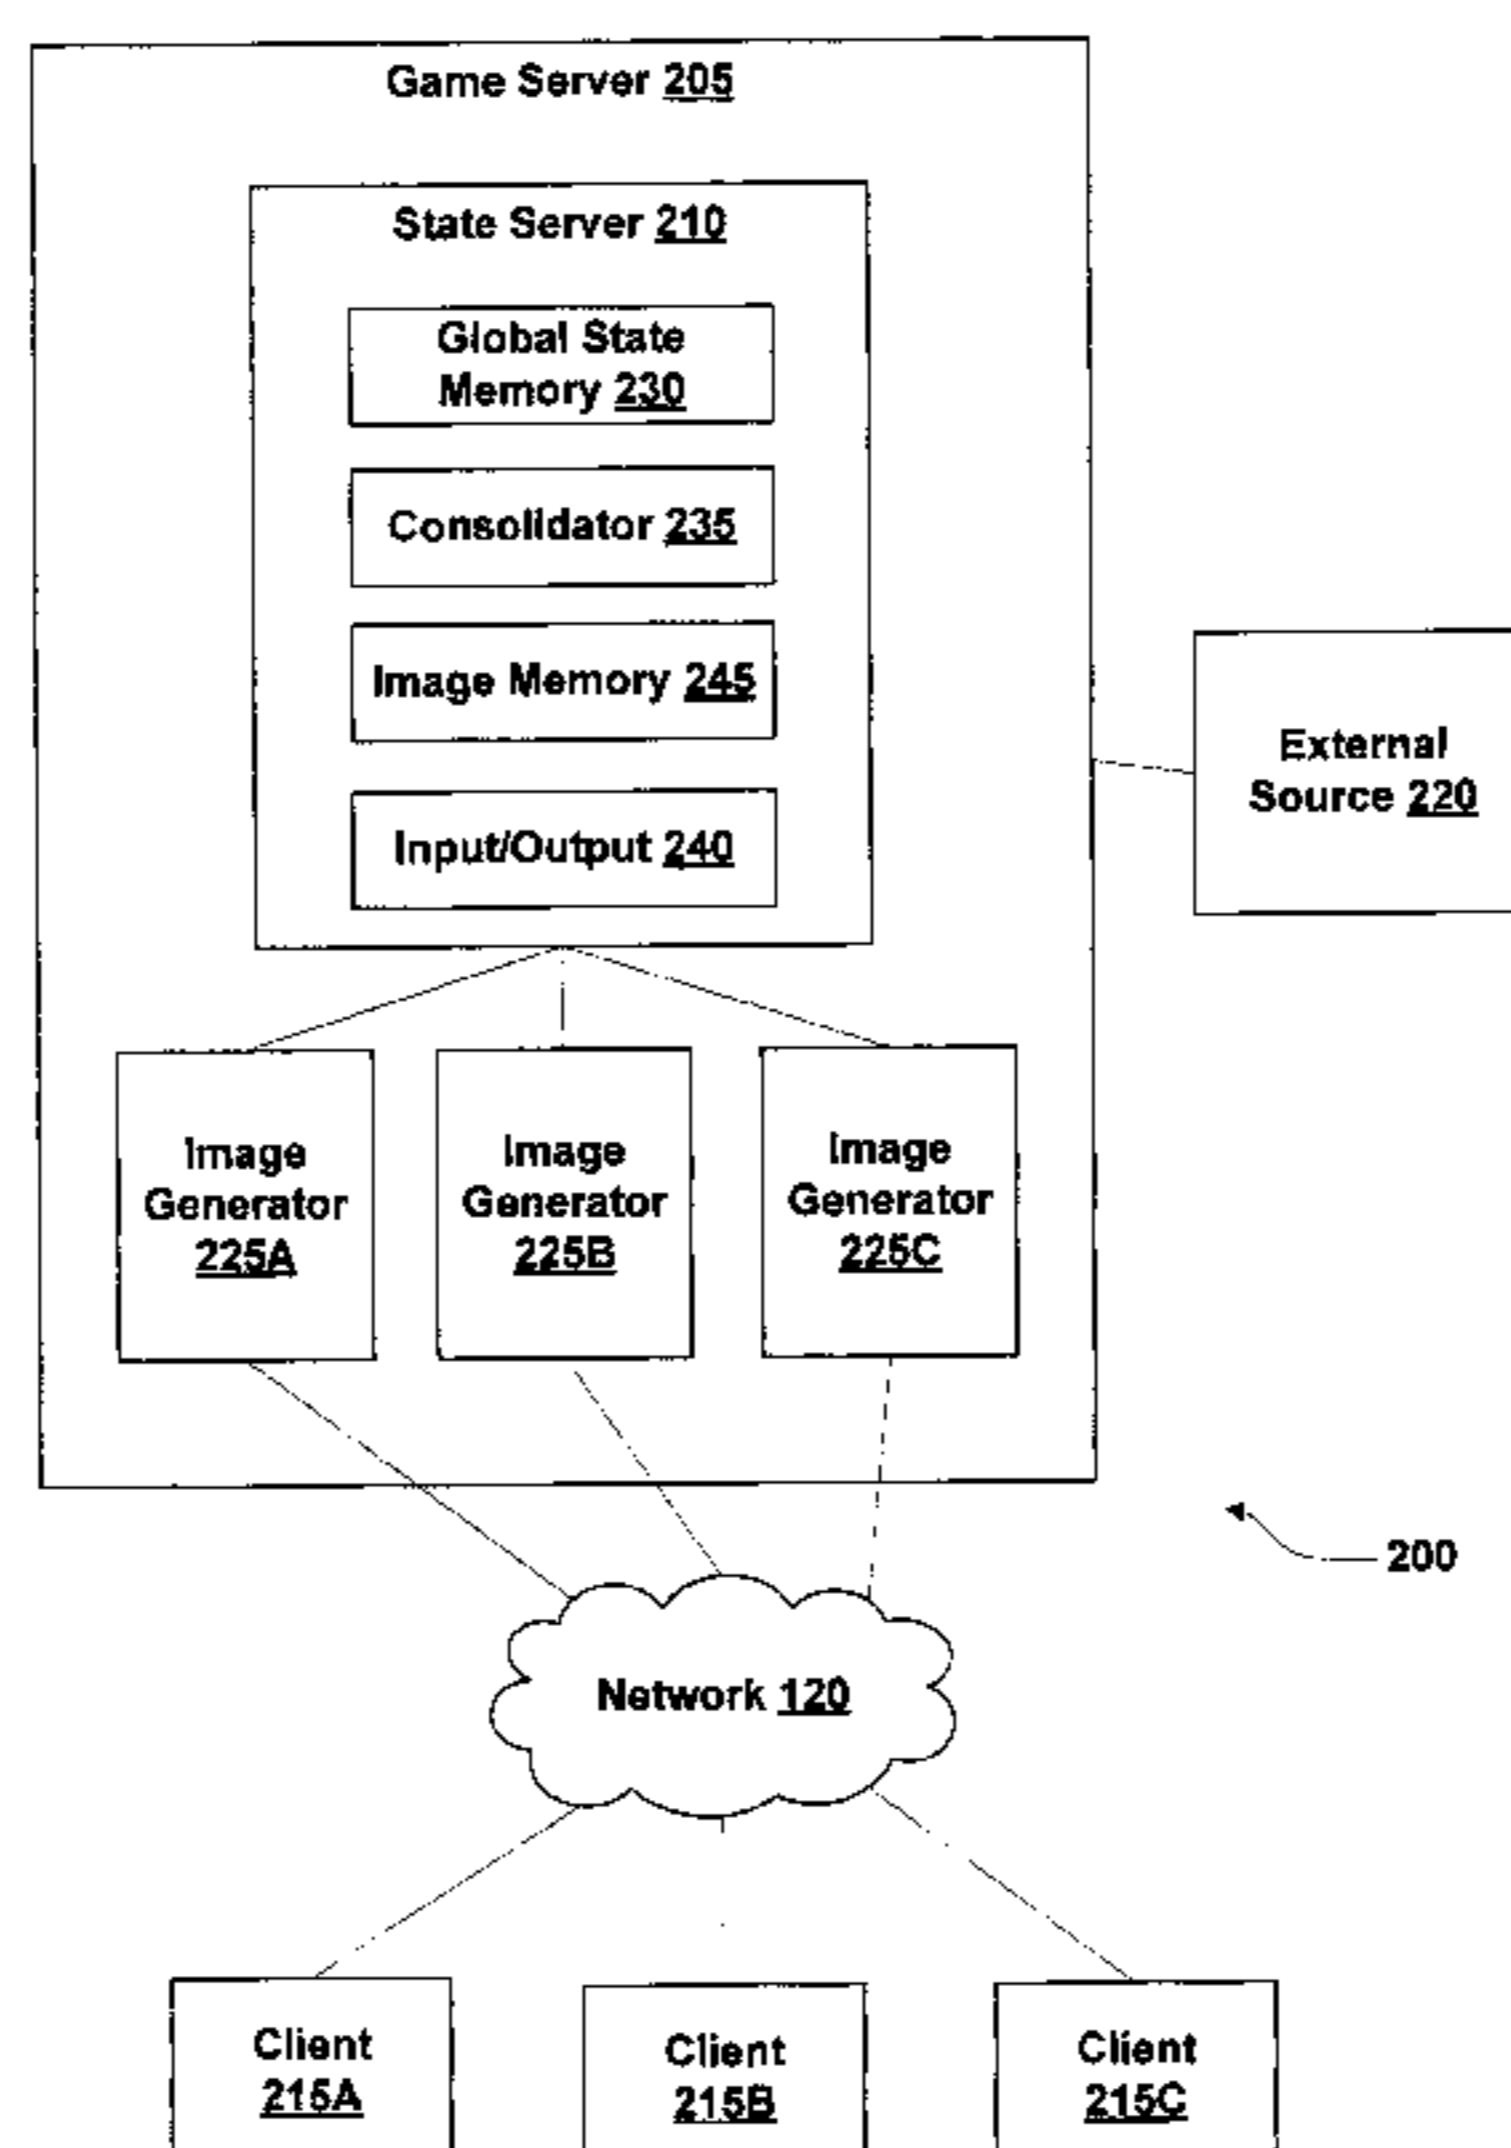 Game Server 205
State Server 210
Global State
Memory 230
Consolidator 235
Image Memory 245
Input/Output 240
External
Source 220
Image
Generator
225A
Image
Generator
225B
Image
Generator
225C
200
Network 120
Client
215A
Client
215B
Client
215C